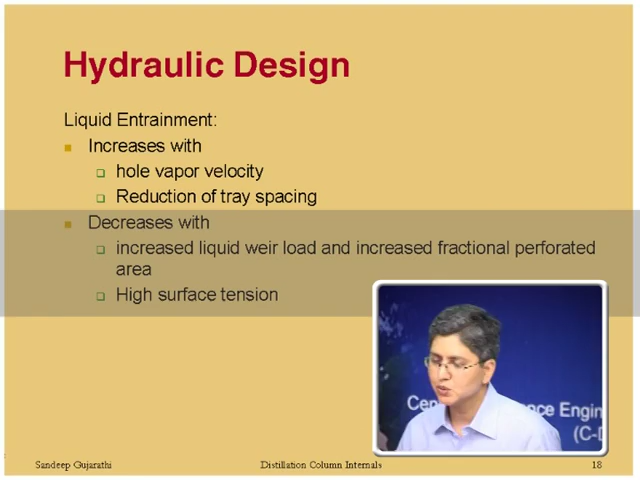 Hydraulic Design
Liquid Entrainment:
Increases with
hole vapor velocity
Reduction of tray spacing
Decreases with
increased liquid weir load and increased fractional perforated
area
High surface tension
Engin
(C-D
Sandeep Gujarathi
Distillation Column Internals
18